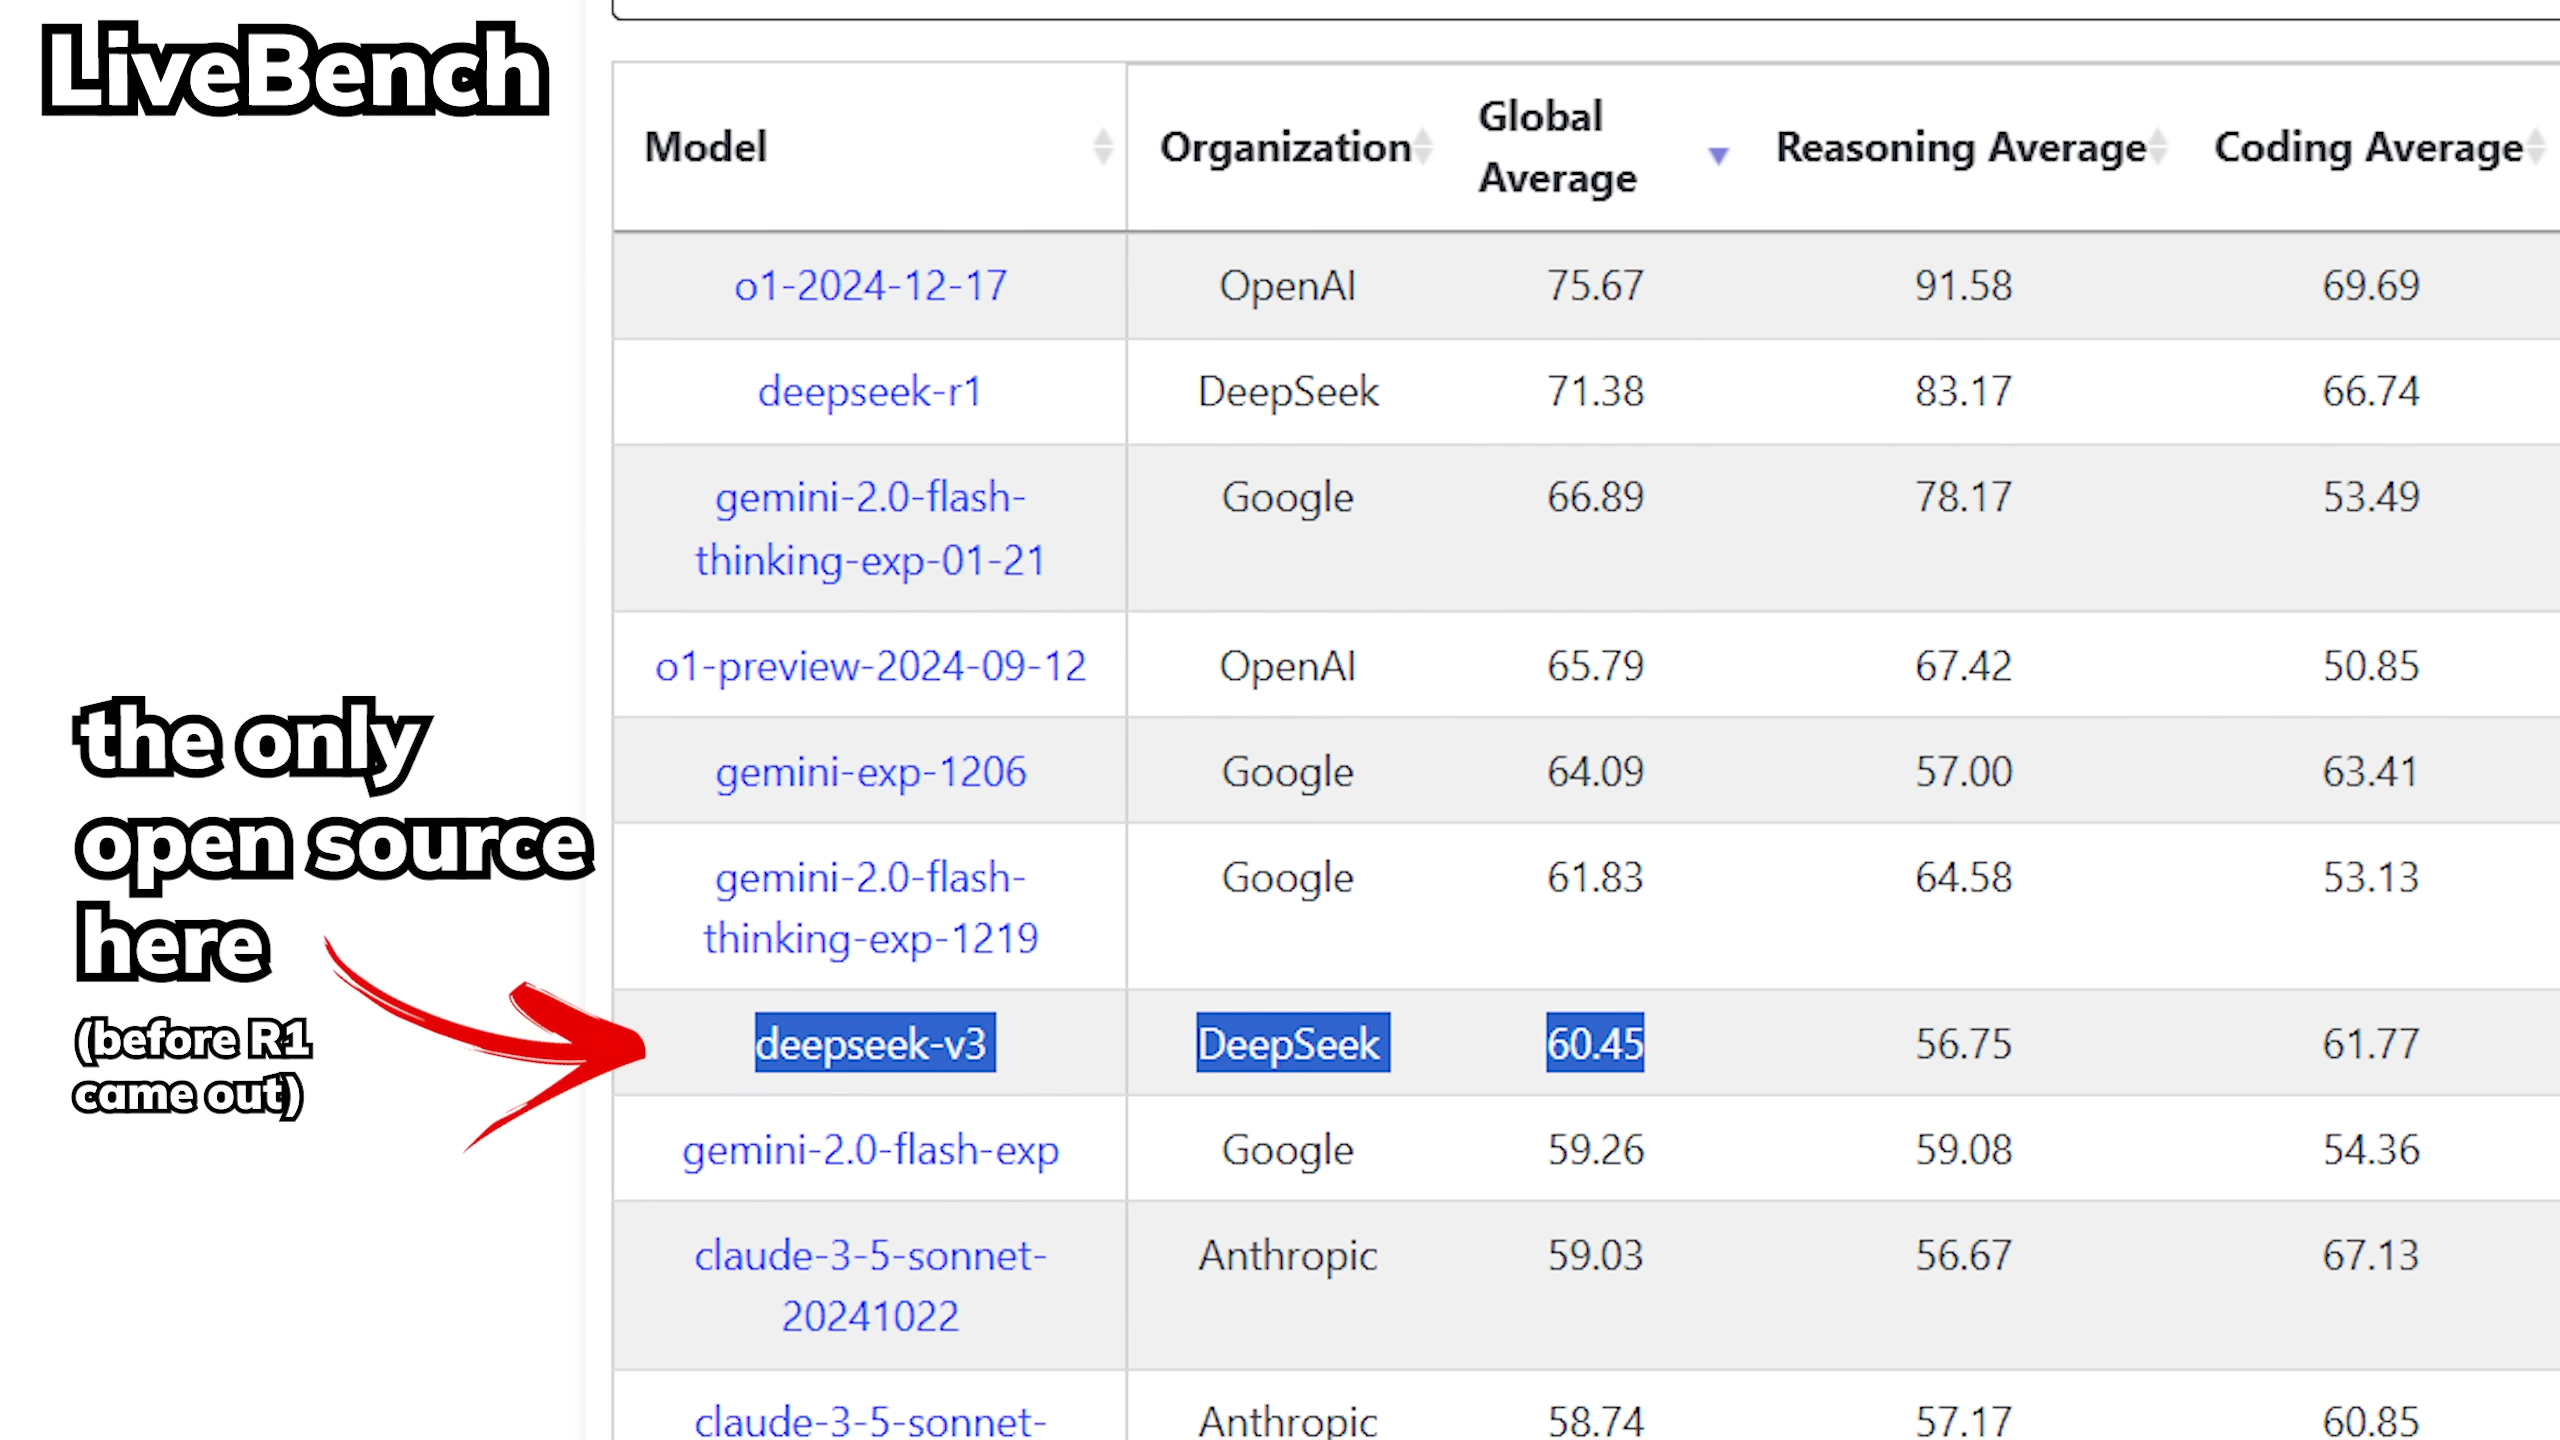 LiveBench
the only
open source
here
(before R1
came out)
Model Organization Global Average Reasoning Average Coding Average
o1-2024-12-17 OpenAI 75.67 91.58 69.69
deepseek-r1 DeepSeek 71.38 83.17 66.74
gemini-2.0-flash- Google 66.89 78.17 53.49
thinking-exp-01-21
o1-preview-2024-09-12 OpenAI 65.79 67.42 50.85
gemini-exp-1206 Google 64.09 57.00 63.41
gemini-2.0-flash- Google 61.83 64.58 53.13
thinking-exp-1219
deepseek-v3 DeepSeek 60.45 56.75 61.77
gemini-2.0-flash-exp Google 59.26 59.08 54.36
claude-3-5-sonnet- Anthropic 59.03 56.67 67.13
20241022
claude-3-5-sonnet- Anthropic 58.74 57.17 60.85